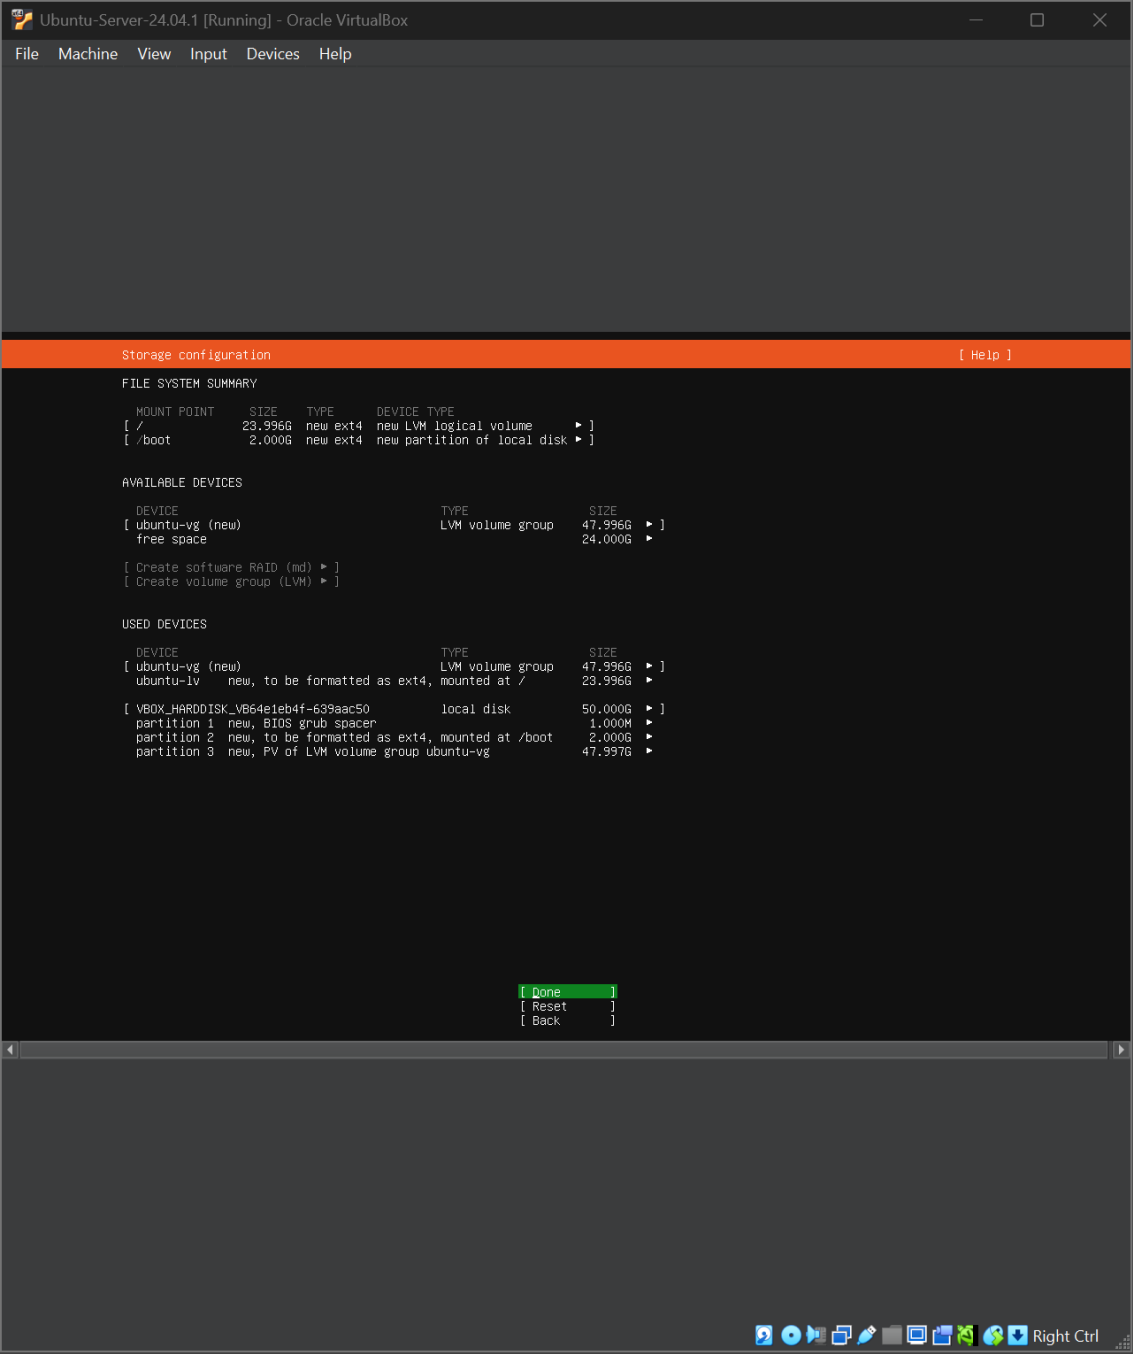 Ubuntu-Server-24.04.1 [Running] - Oracle VirtualBox
File Machine View Input Devices Help
Storage configuration [ Help ]
FILE SYSTEM SUMMARY
MOUNT POINT SIZE TYPE DEVICE TYPE
[ / 23.996G new ext4 new LVM logical volume ▸ ]
[ /boot 2.000G new ext4 new partition of local disk ▸ ]
AVAILABLE DEVICES
DEVICE TYPE SIZE
[ ubuntu-vg (new) LVM volume group 47.996G ▸ ]
free space 24.000G ▸
[ Create software RAID (md) ▸ ]
[ Create volume group (LVM) ▸ ]
USED DEVICES
DEVICE TYPE SIZE
[ ubuntu-vg (new) LVM volume group 47.996G ▸ ]
ubuntu-lv new, to be formatted as ext4, mounted at / 23.996G ▸
[ VBOX_HARDDISK_VB64e1eb4f-639aac50 local disk 50.000G ▸ ]
partition 1 new, BIOS grub spacer 1.000M ▸
partition 2 new, to be formatted as ext4, mounted at /boot 2.000G ▸
partition 3 new, PV of LVM volume group ubuntu-vg 47.997G ▸
[ Done ]
[ Reset ]
[ Back ]
Right Ctrl